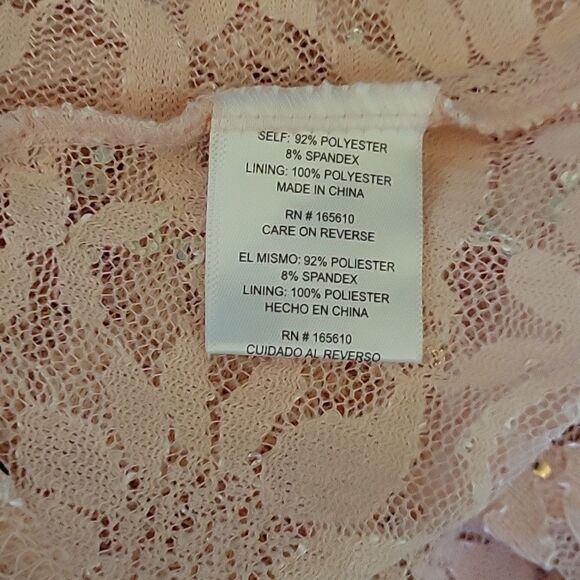 SELF: 92% POLYESTER
8% SPANDEX
LINING: 100% POLYESTER
MADE IN CHINA
RN # 165610
CARE ON REVERSE
EL MISMO: 92% POLIESTER
8% SPANDEX
LINING: 100% POLIESTER
HECHO EN CHINA
RN # 165610
CUIDADO AL REVERSO